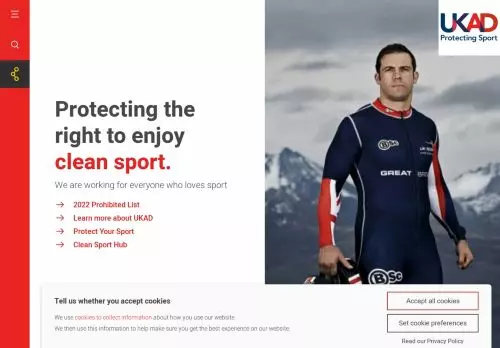 UKAD
Protecting Sport
Protecting the
right to enjoy
clean sport.
We are working for everyone who loves sport
2022 Prohibited List
Learn more about UKAD
Protect Your Sport
Clean Sport Hub
BSC
GREAT
BSC
Tell us whether you accept cookies
We use cookies to collect information about how you use our website.
We then use this information to help make sure you get the best experience on our website.
Accept all cookies
Set cookie preferences
Read our Privacy Policy